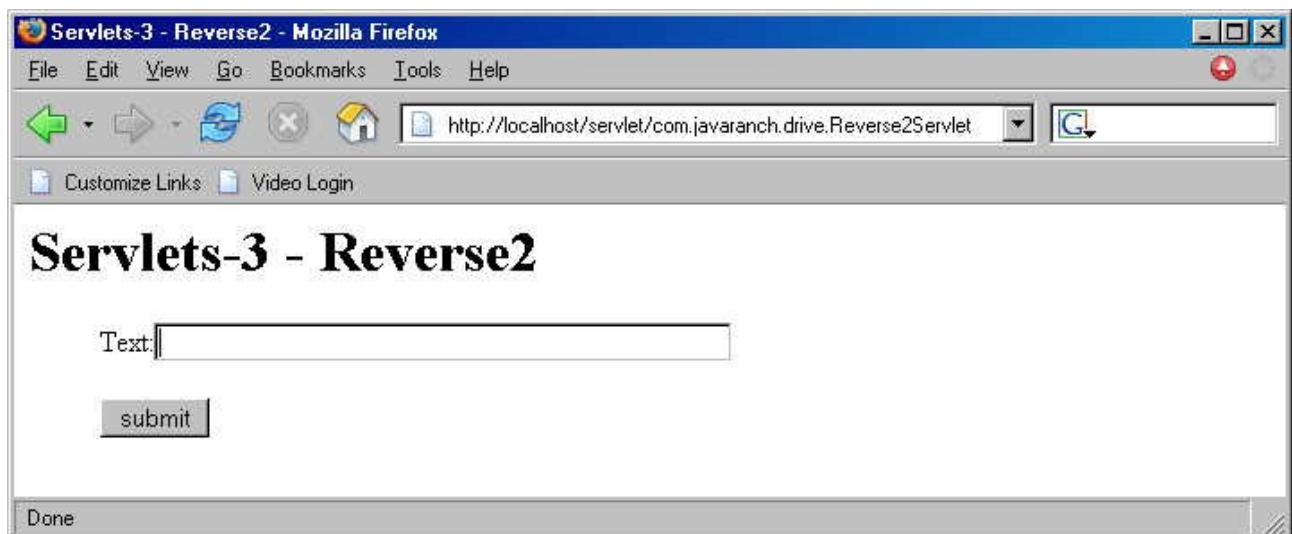 Servlets-3 - Reverse2 - Mozilla Firefox
File Edit View Go Bookmarks Tools Help
http://localhost/servlet/com.javaranch.drive.Reverse2Servlet G
Customize Links Video Login
Servlets-3 - Reverse2
Text:
submit
Done